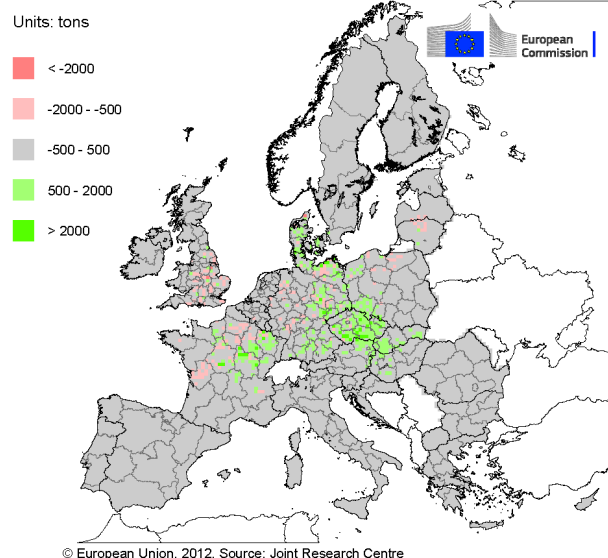 Units: tons
< -2000
-2000 - -500
-500 - 500
500 - 2000
> 2000
European
Commission
© European Union, 2012. Source: Joint Research Centre